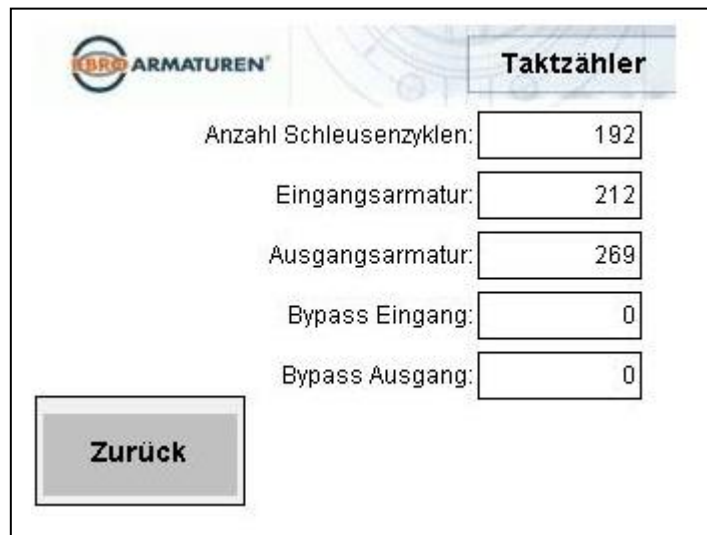 EBRO ARMATUREN
Taktzähler
Anzahl Schleusenzyklen: 192
Eingangsarmatur: 212
Ausgangsarmatur: 269
Bypass Eingang: 0
Bypass Ausgang: 0
Zurück